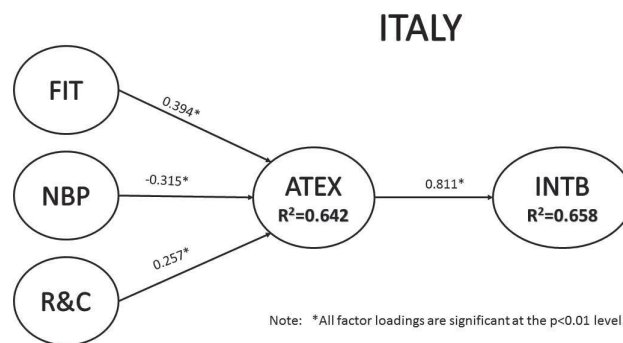 ITALY
FIT
0.394*
NBP
-0.315*
ATEX
R²=0.642
0.811*
INTB
R²=0.658
0.257*
R&C
Note: *All factor loadings are significant at the p<0.01 level